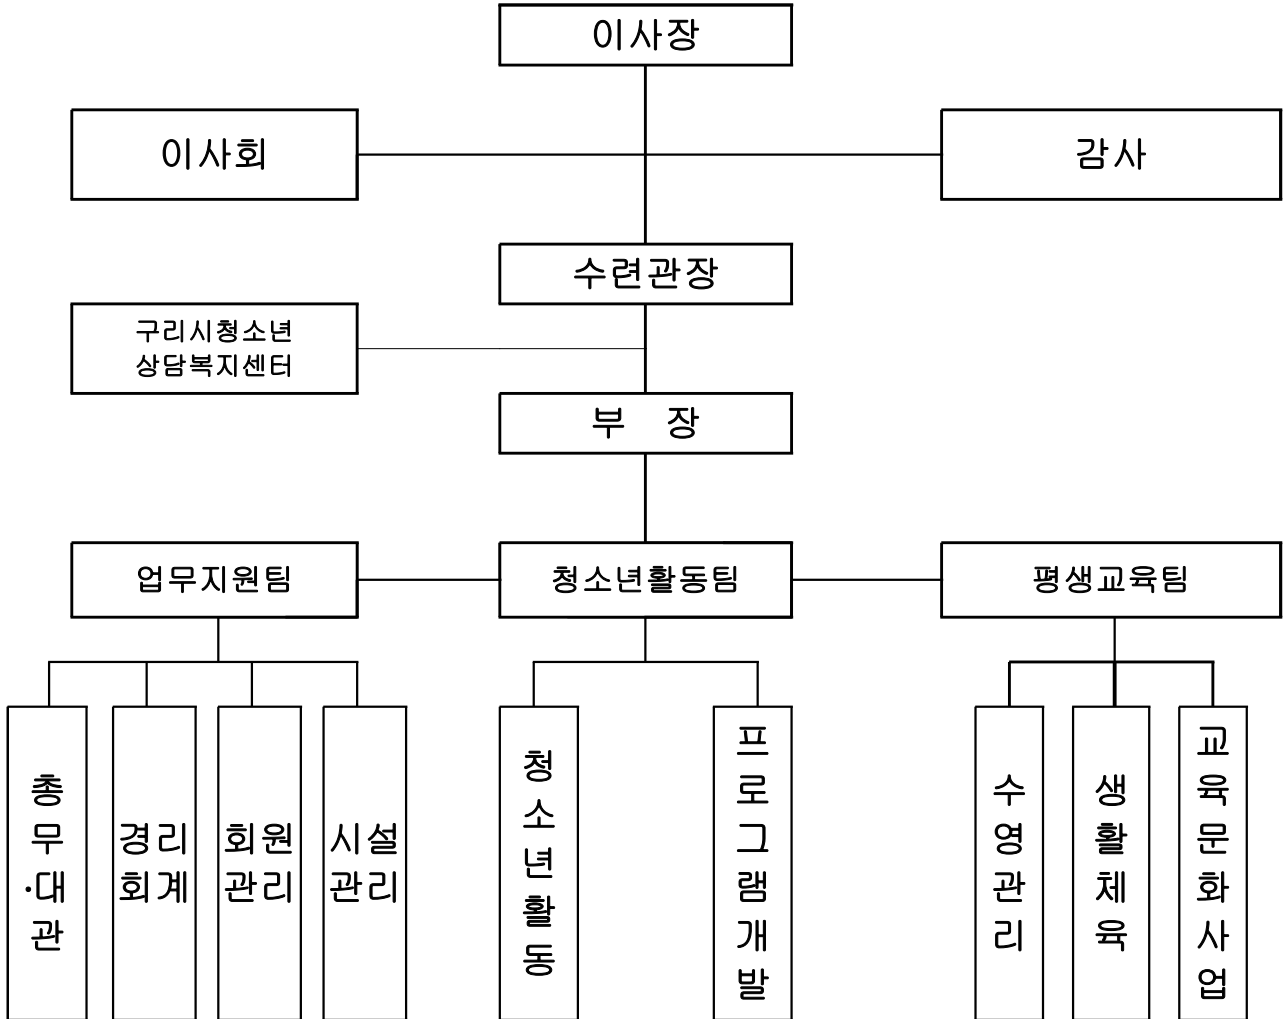 이사장
이사회
감사
수련관장
구리시청소년
상담복지센터
부 장
업무지원팀
청소년활동팀
평생교육팀
총무·대관
경리
회계
회원
관리
시설
관리
청소년활동
프로그램개발
수영관리
생활체육
교육문화사업